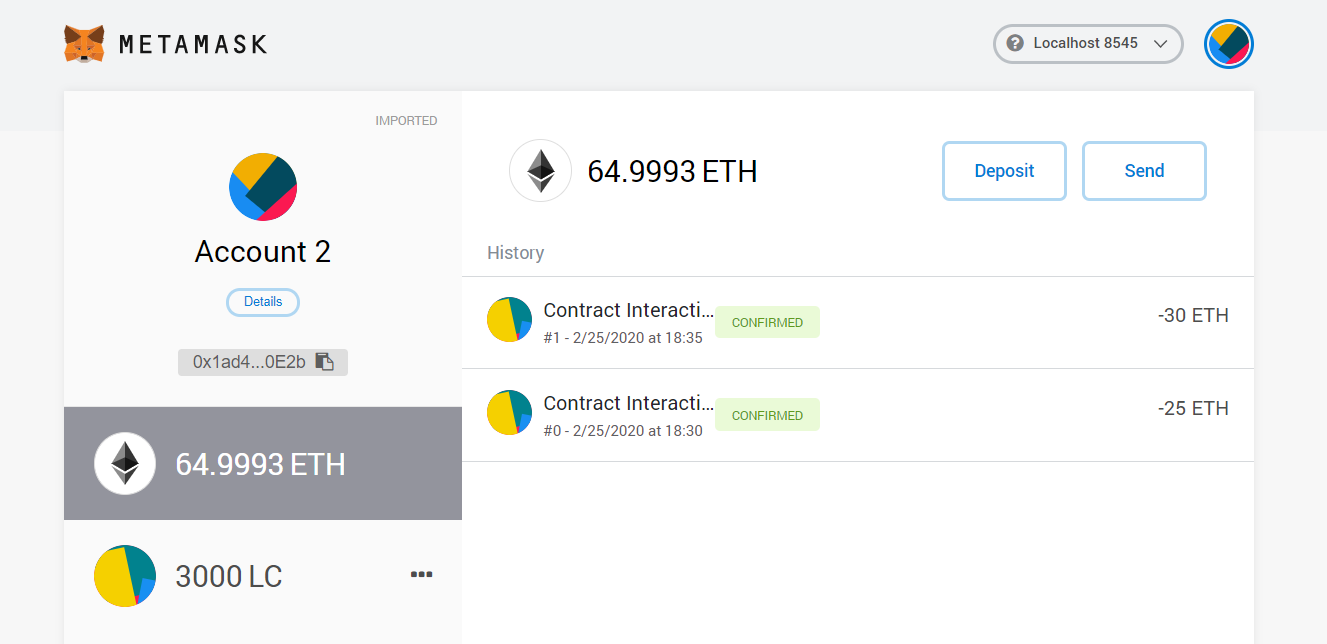 METAMASK
? Localhost 8545
IMPORTED
Account 2
Details
0x1ad4...0E2b
64.9993 ETH
3000 LC
64.9993 ETH
Deposit
Send
History
Contract Interacti...
CONFIRMED
-30 ETH
#1 - 2/25/2020 at 18:35
Contract Interacti...
CONFIRMED
-25 ETH
#0 - 2/25/2020 at 18:30